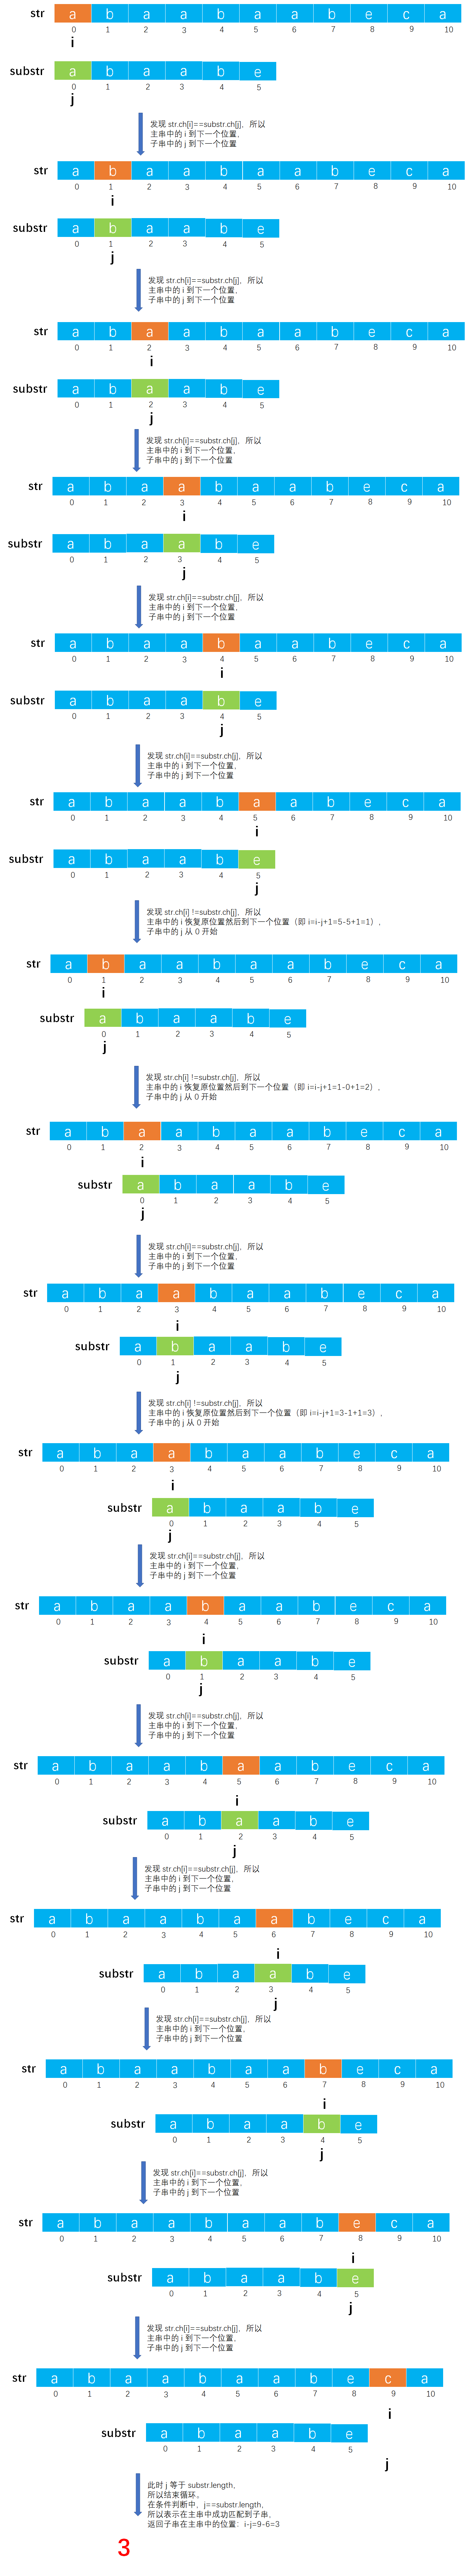 str a b a a b a a b e c a
0 1 2 3 4 5 6 7 8 9 10
i
substr a b a a b e
0 1 2 3 4 5
j
发现 str.ch[i]==substr.ch[j]，所以
主串中的 i 到下一个位置，
子串中的 j 到下一个位置
str a b a a b a a b e c a
0 1 2 3 4 5 6 7 8 9 10
i
substr a b a a b e
0 1 2 3 4 5
j
发现 str.ch[i]==substr.ch[j]，所以
主串中的 i 到下一个位置，
子串中的 j 到下一个位置
str a b a a b a a b e c a
0 1 2 3 4 5 6 7 8 9 10
i
substr a b a a b e
0 1 2 3 4 5
j
发现 str.ch[i]==substr.ch[j]，所以
主串中的 i 到下一个位置，
子串中的 j 到下一个位置
str a b a a b a a b e c a
0 1 2 3 4 5 6 7 8 9 10
i
substr a b a a b e
0 1 2 3 4 5
j
发现 str.ch[i]==substr.ch[j]，所以
主串中的 i 到下一个位置，
子串中的 j 到下一个位置
str a b a a b a a b e c a
0 1 2 3 4 5 6 7 8 9 10
i
substr a b a a b e
0 1 2 3 4 5
j
发现 str.ch[i]==substr.ch[j]，所以
主串中的 i 到下一个位置，
子串中的 j 到下一个位置
str a b a a b a a b e c a
0 1 2 3 4 5 6 7 8 9 10
i
substr a b a a b e
0 1 2 3 4 5
j
发现 str.ch[i] !=substr.ch[j]，所以
主串中的 i 恢复原位置然后到下一个位置（即 i=i-j+1=5-5+1=1），
子串中的 j 从 0 开始
str a b a a b a a b e c a
0 1 2 3 4 5 6 7 8 9 10
i
substr a b a a b e
0 1 2 3 4 5
j
发现 str.ch[i] !=substr.ch[j]，所以
主串中的 i 恢复原位置然后到下一个位置（即 i=i-j+1=1-0+1=2），
子串中的 j 从 0 开始
str a b a a b a a b e c a
0 1 2 3 4 5 6 7 8 9 10
i
substr a b a a b e
0 1 2 3 4 5
j
发现 str.ch[i]==substr.ch[j]，所以
主串中的 i 到下一个位置，
子串中的 j 到下一个位置
str a b a a b a a b e c a
0 1 2 3 4 5 6 7 8 9 10
i
substr a b a a b e
0 1 2 3 4 5
j
发现 str.ch[i] !=substr.ch[j]，所以
主串中的 i 恢复原位置然后到下一个位置（即 i=i-j+1=3-1+1=3），
子串中的 j 从 0 开始
str a b a a b a a b e c a
0 1 2 3 4 5 6 7 8 9 10
i
substr a b a a b e
0 1 2 3 4 5
j
发现 str.ch[i]==substr.ch[j]，所以
主串中的 i 到下一个位置，
子串中的 j 到下一个位置
str a b a a b a a b e c a
0 1 2 3 4 5 6 7 8 9 10
i
substr a b a a b e
0 1 2 3 4 5
j
发现 str.ch[i]==substr.ch[j]，所以
主串中的 i 到下一个位置，
子串中的 j 到下一个位置
str a b a a b a a b e c a
0 1 2 3 4 5 6 7 8 9 10
i
substr a b a a b e
0 1 2 3 4 5
j
发现 str.ch[i]==substr.ch[j]，所以
主串中的 i 到下一个位置，
子串中的 j 到下一个位置
str a b a a b a a b e c a
0 1 2 3 4 5 6 7 8 9 10
i
substr a b a a b e
0 1 2 3 4 5
j
发现 str.ch[i]==substr.ch[j]，所以
主串中的 i 到下一个位置，
子串中的 j 到下一个位置
str a b a a b a a b e c a
0 1 2 3 4 5 6 7 8 9 10
i
substr a b a a b e
0 1 2 3 4 5
j
发现 str.ch[i]==substr.ch[j]，所以
主串中的 i 到下一个位置，
子串中的 j 到下一个位置
str a b a a b a a b e c a
0 1 2 3 4 5 6 7 8 9 10
i
substr a b a a b e
0 1 2 3 4 5
j
发现 str.ch[i]==substr.ch[j]，所以
主串中的 i 到下一个位置，
子串中的 j 到下一个位置
str a b a a b a a b e c a
0 1 2 3 4 5 6 7 8 9 10
i
substr a b a a b e
0 1 2 3 4 5
j
此时 j 等于 substr.length，
所以结束循环。
在条件判断中，j==substr.length，
所以表示在主串中成功匹配到子串，
返回子串在主串中的位置：i-j=9-6=3
3